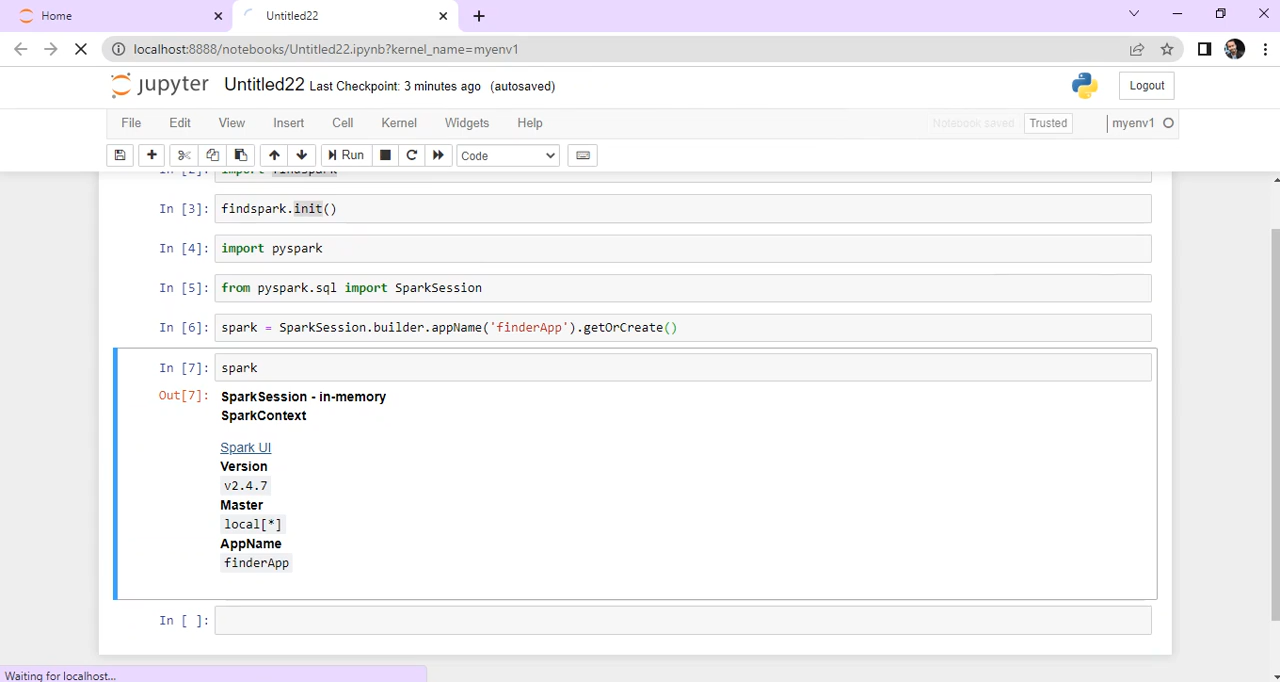 Home
Untitled22
localhost:8888/notebooks/Untitled22.ipynb?kernel_name=myenv1
jupyter Untitled22 Last Checkpoint: 3 minutes ago (autosaved)
Logout
File Edit View Insert Cell Kernel Widgets Help
Notebook saved Trusted myenv1
Run Code
In [2]: import findspark
In [3]: findspark.init()
In [4]: import pyspark
In [5]: from pyspark.sql import SparkSession
In [6]: spark = SparkSession.builder.appName('finderApp').getOrCreate()
In [7]: spark
Out[7]: SparkSession - in-memory
SparkContext
Spark UI
Version
v2.4.7
Master
local[*]
AppName
finderApp
In [ ]:
Waiting for localhost...